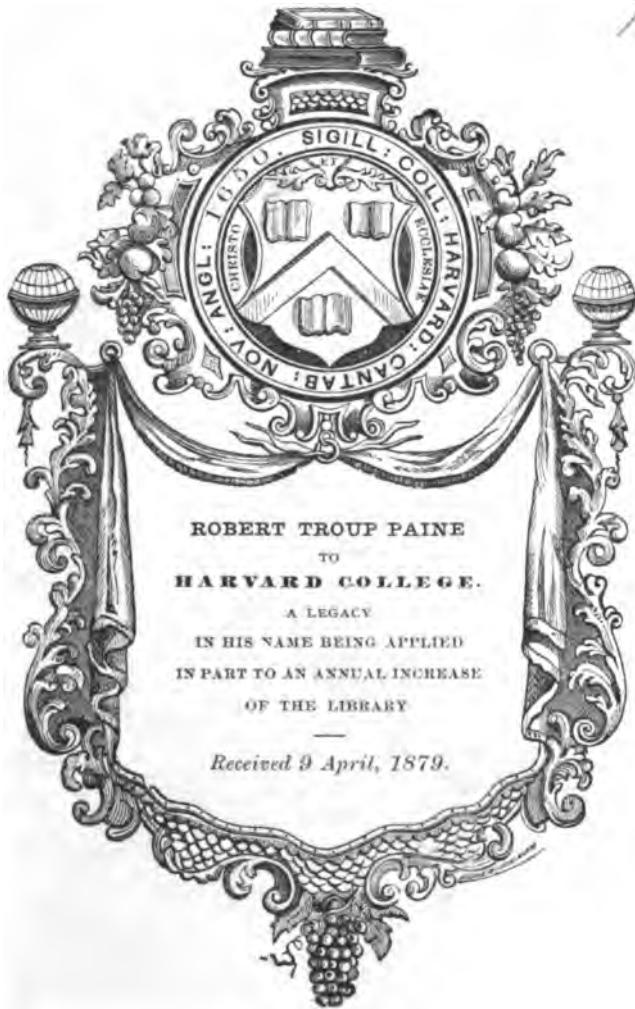 SIGILL: COLL: HARVARD: CANTAB: NOV: ANGL: 1650.
CHRISTO ET ECCLESIAE
ROBERT TROUP PAINE
TO
HARVARD COLLEGE.
A LEGACY
IN HIS NAME BEING APPLIED
IN PART TO AN ANNUAL INCREASE
OF THE LIBRARY
Received 9 April, 1879.